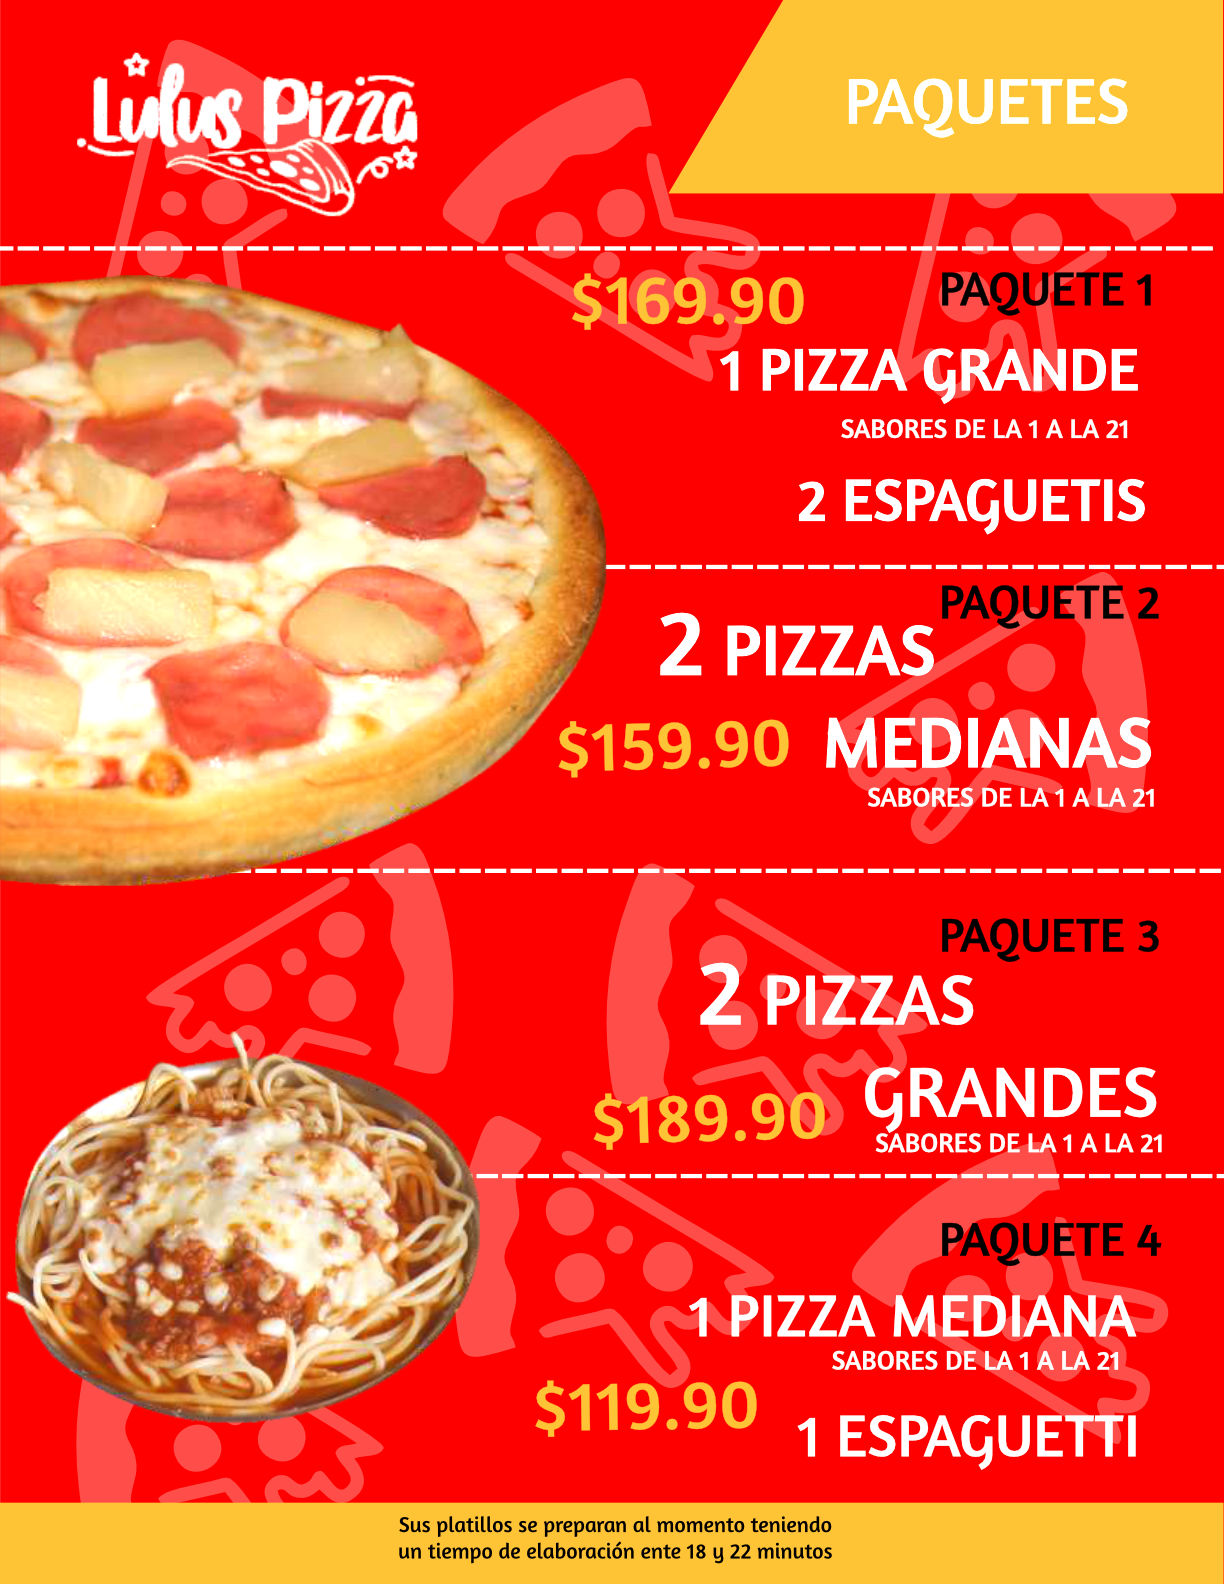 Lulus Pizza
PAQUETES
$169.90 PAQUETE 1
1 PIZZA GRANDE
SABORES DE LA 1 A LA 21
2 ESPAGUETIS
PAQUETE 2
2 PIZZAS
$159.90 MEDIANAS
SABORES DE LA 1 A LA 21
PAQUETE 3
2 PIZZAS
$189.90 GRANDES
SABORES DE LA 1 A LA 21
PAQUETE 4
1 PIZZA MEDIANA
SABORES DE LA 1 A LA 21
$119.90
1 ESPAGUETTI
Sus platillos se preparan al momento teniendo
un tiempo de elaboración ente 18 y 22 minutos